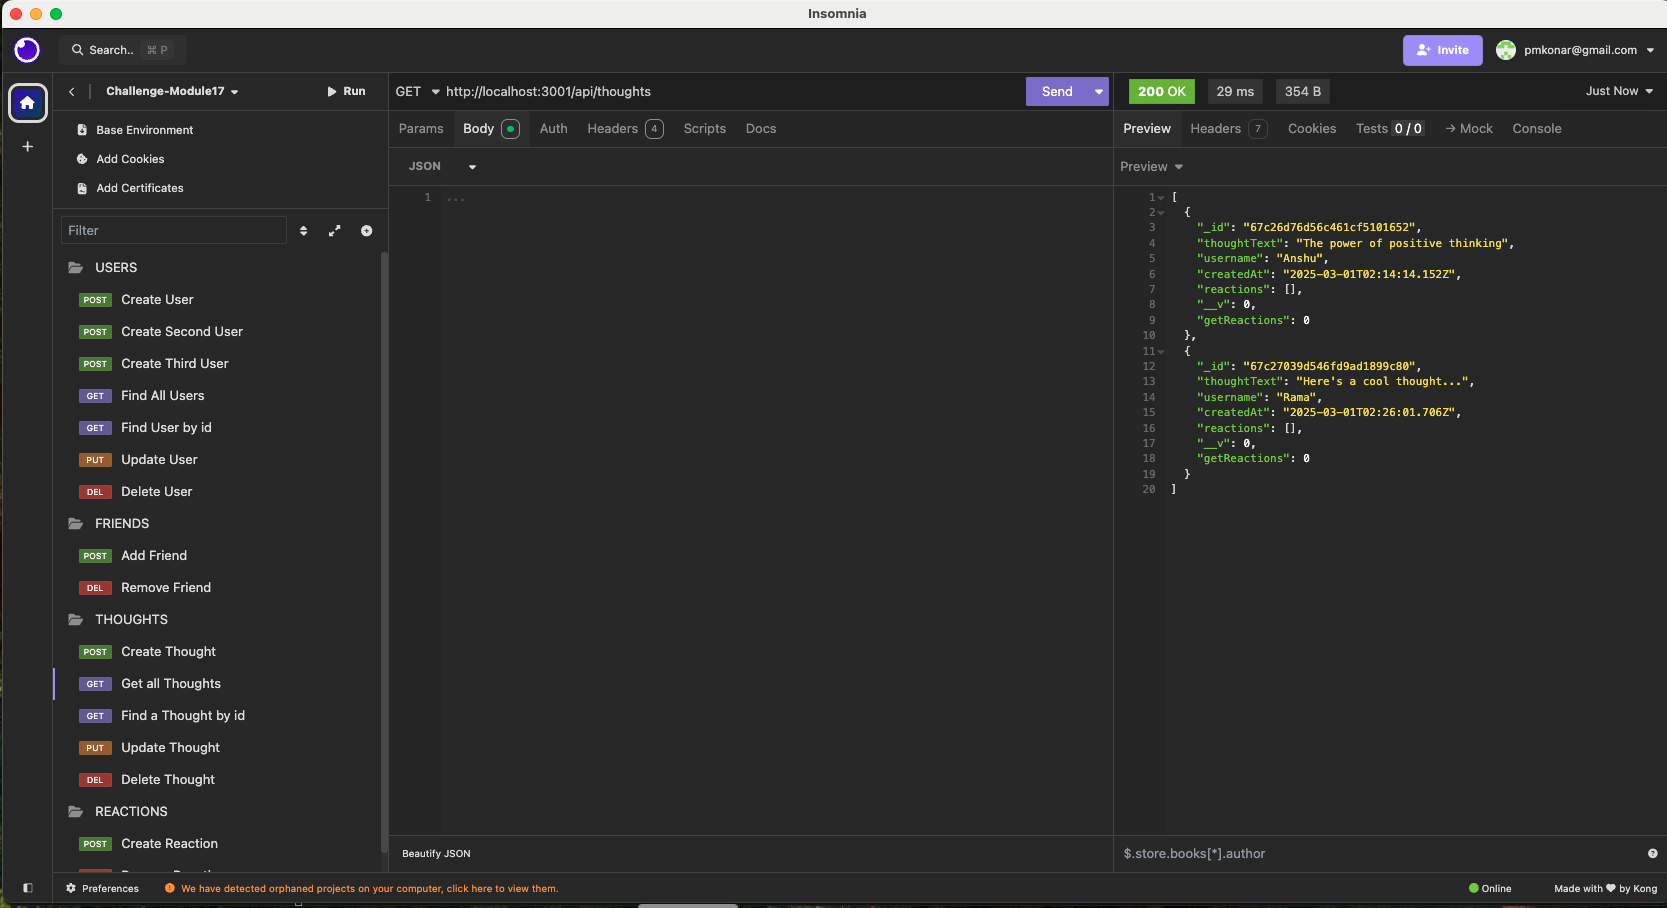 Insomnia
Search.. ⌘ P
Invite
pmkonar@gmail.com
Challenge-Module17
Run
Base Environment
Add Cookies
Add Certificates
Filter
USERS
POST Create User
POST Create Second User
POST Create Third User
GET Find All Users
GET Find User by id
PUT Update User
DEL Delete User
FRIENDS
POST Add Friend
DEL Remove Friend
THOUGHTS
POST Create Thought
GET Get all Thoughts
GET Find a Thought by id
PUT Update Thought
DEL Delete Thought
REACTIONS
POST Create Reaction
GET http://localhost:3001/api/thoughts
Send
Params Body Auth Headers 4 Scripts Docs
JSON
1 ...
Beautify JSON
200 OK 29 ms 354 B Just Now
Preview Headers 7 Cookies Tests 0 / 0 → Mock Console
Preview
1 [
2 {
3 "_id": "67c26d76d56c461cf5101652",
4 "thoughtText": "The power of positive thinking",
5 "username": "Anshu",
6 "createdAt": "2025-03-01T02:14:14.152Z",
7 "reactions": [],
8 "__v": 0,
9 "getReactions": 0
10 },
11 {
12 "_id": "67c27039d546fd9ad1899c80",
13 "thoughtText": "Here's a cool thought...",
14 "username": "Rama",
15 "createdAt": "2025-03-01T02:26:01.706Z",
16 "reactions": [],
17 "__v": 0,
18 "getReactions": 0
19 }
20 ]
$.store.books[*].author
Preferences
We have detected orphaned projects on your computer, click here to view them.
Online
Made with ♥ by Kong